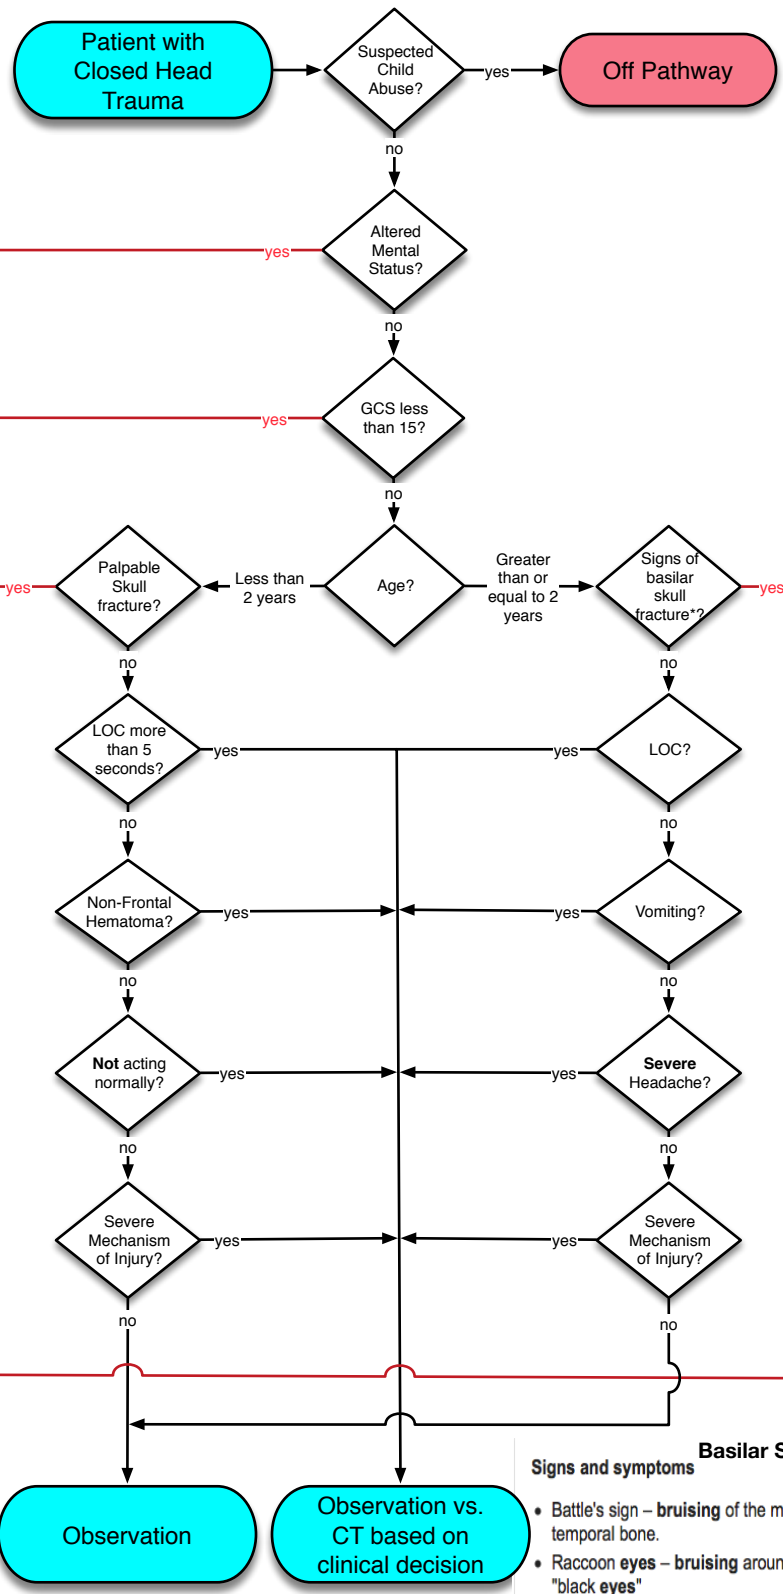 Patient with
Closed Head
Trauma
Suspected
Child
Abuse?
yes
Off Pathway
no
Altered
Mental
Status?
yes
no
GCS less
than 15?
yes
no
Palpable
Skull
fracture?
yes
Less than
2 years
Age?
Greater
than or
equal to 2
years
Signs of
basilar
skull
fracture*?
yes
no
no
LOC more
than 5
seconds?
yes
yes
LOC?
no
no
Non-Frontal
Hematoma?
yes
yes
Vomiting?
no
no
Not acting
normally?
yes
yes
Severe
Headache?
no
no
Severe
Mechanism
of Injury?
yes
yes
Severe
Mechanism
of Injury?
no
no
Observation
Observation vs.
CT based on
clinical decision
Basilar S
Signs and symptoms
• Battle's sign – bruising of the m
temporal bone.
• Raccoon eyes – bruising aroun
"black eyes"